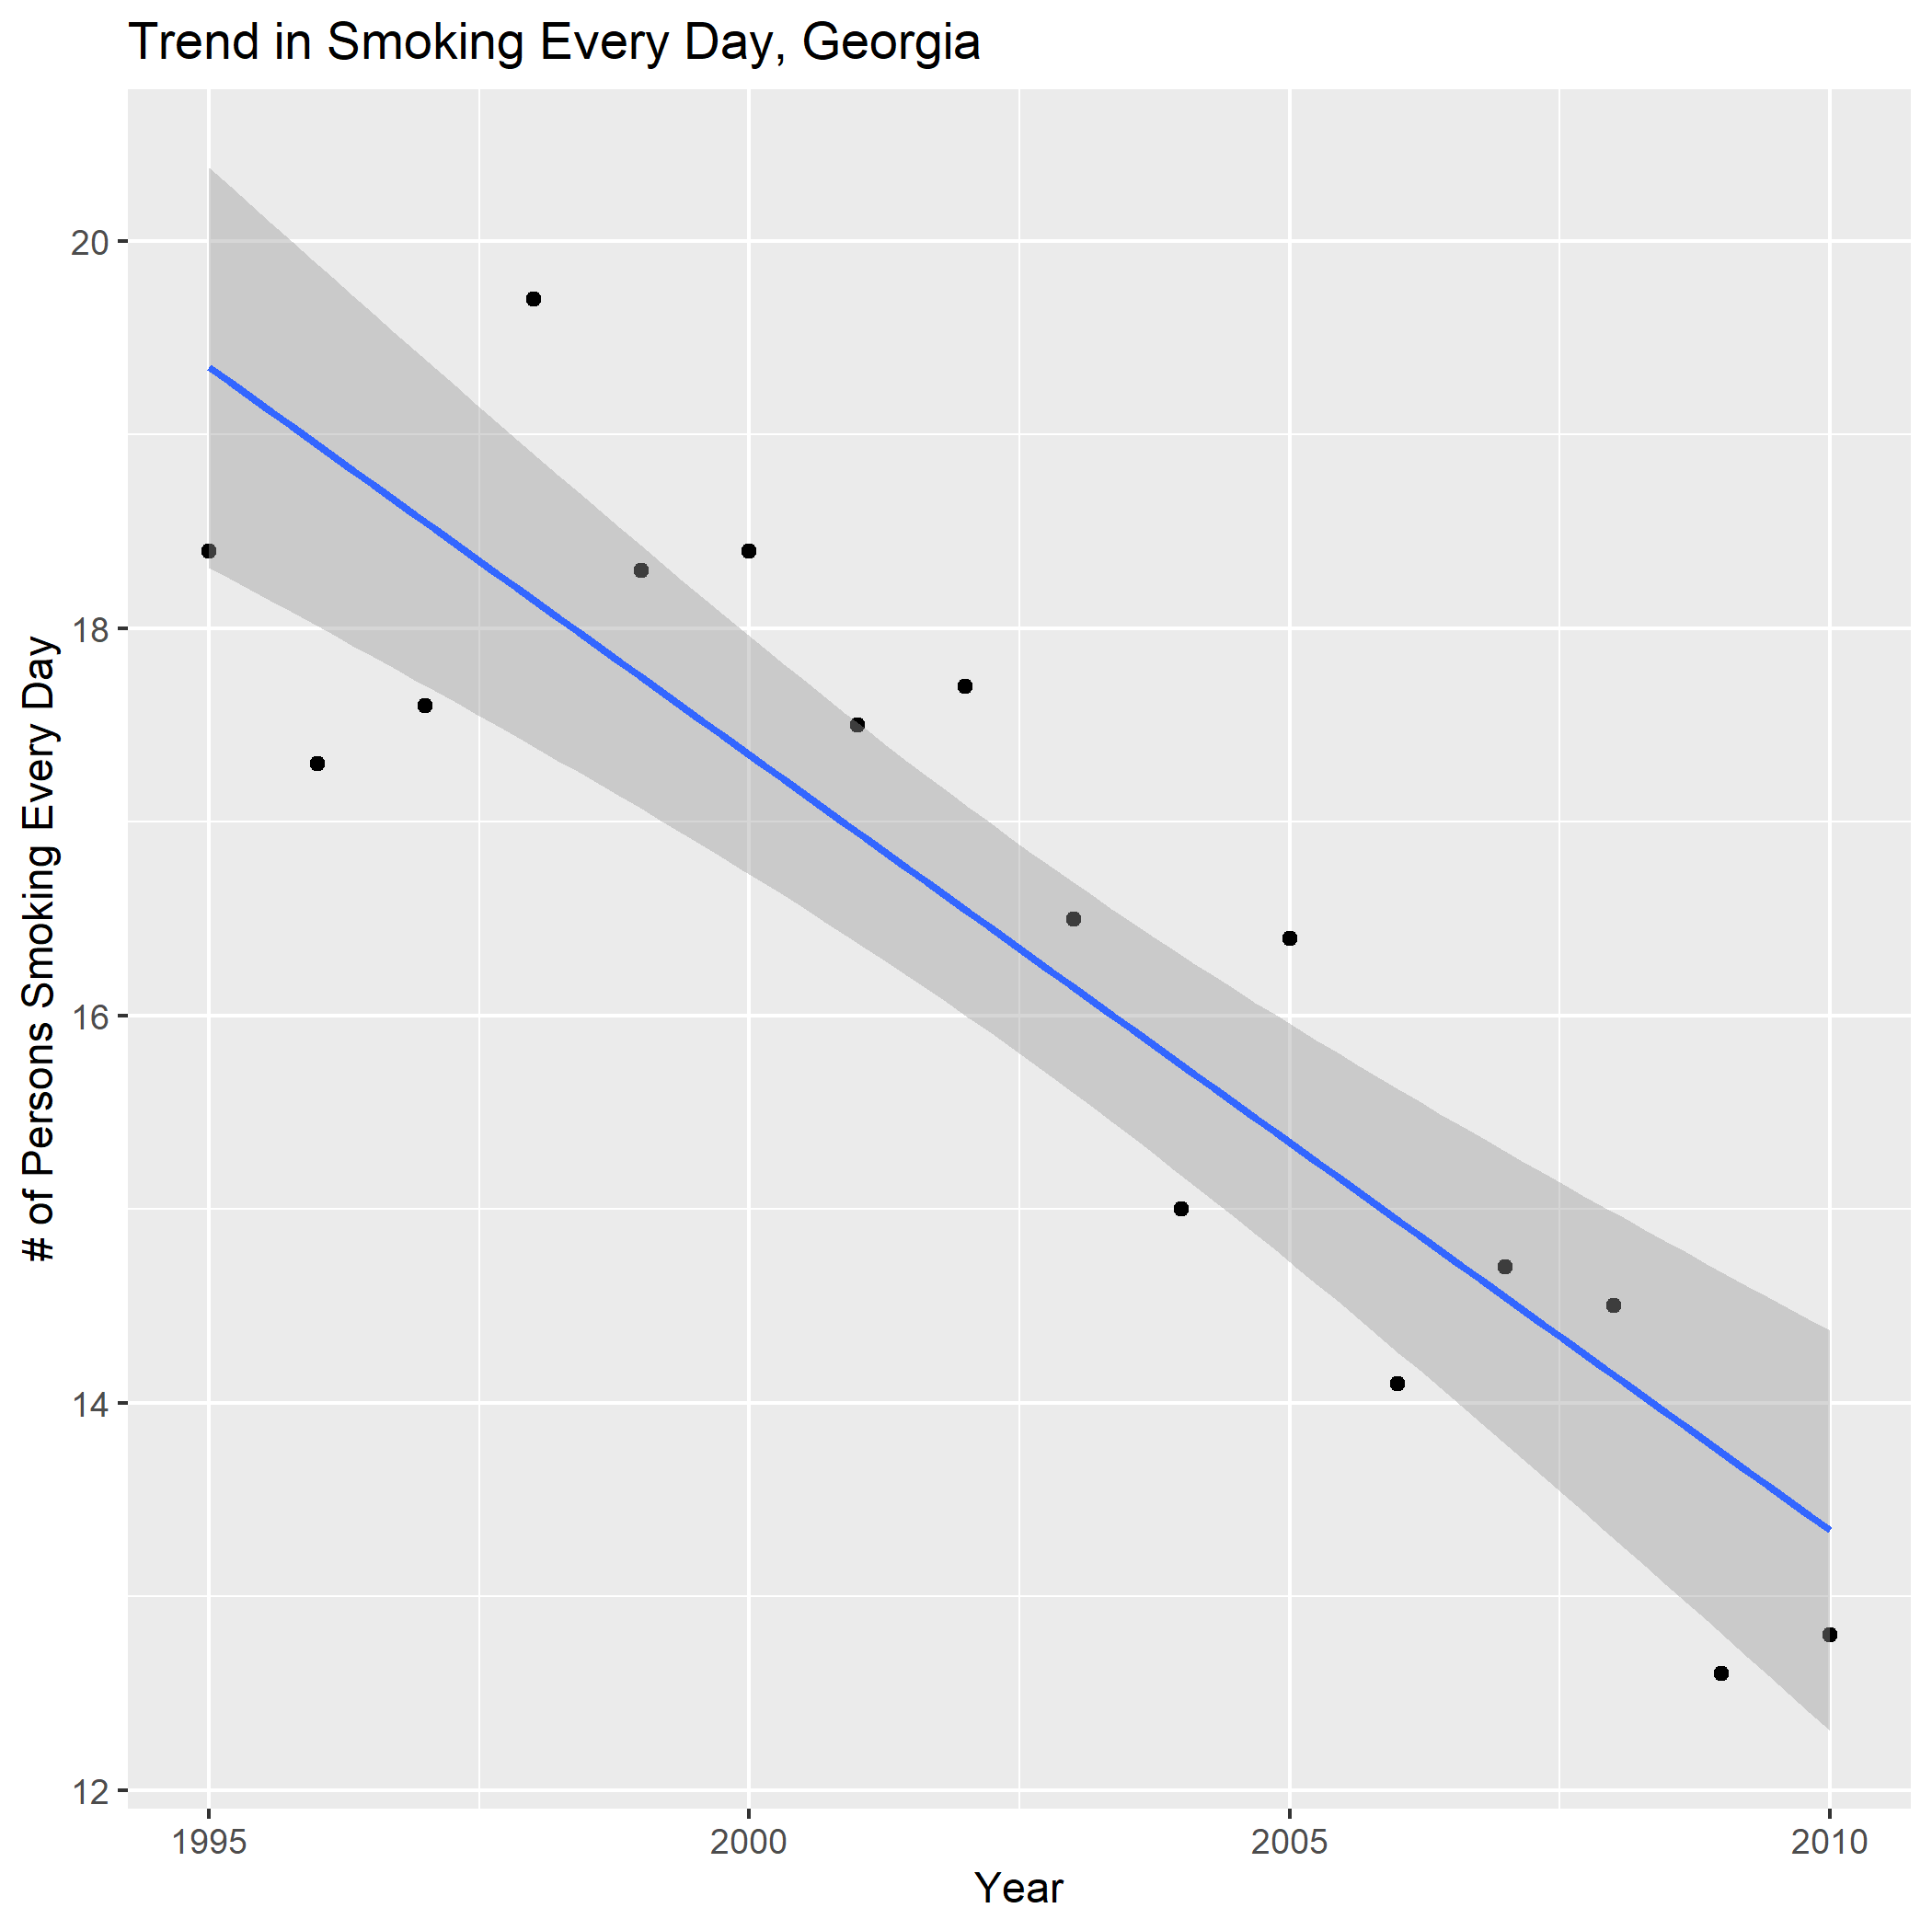 Trend in Smoking Every Day, Georgia
# of Persons Smoking Every Day
20
18
16
14
12
1995 2000 2005 2010
Year